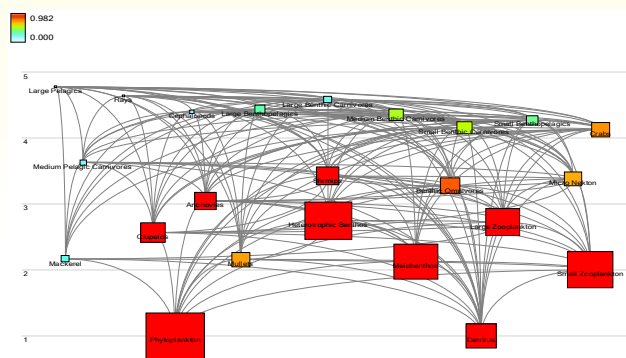 0.982
0.000
5
Large Pelagics
Rays
Large Benthic Carnivores
Cephalopods
Large Benthopelagics
Medium Benthic Carnivores
Small Benthopelagics
Small Benthic Carnivores
Crabs
4
Medium Pelagic Carnivores
Shrimps
Benthic Omnivores
Micro Nekton
3
Anchovies
Heterotrophic Benthos
Large Zooplankton
Clupeids
Mackerel
Mullets
Meiobenthos
Small Zooplankton
2
Phytoplankton
Detritus
1